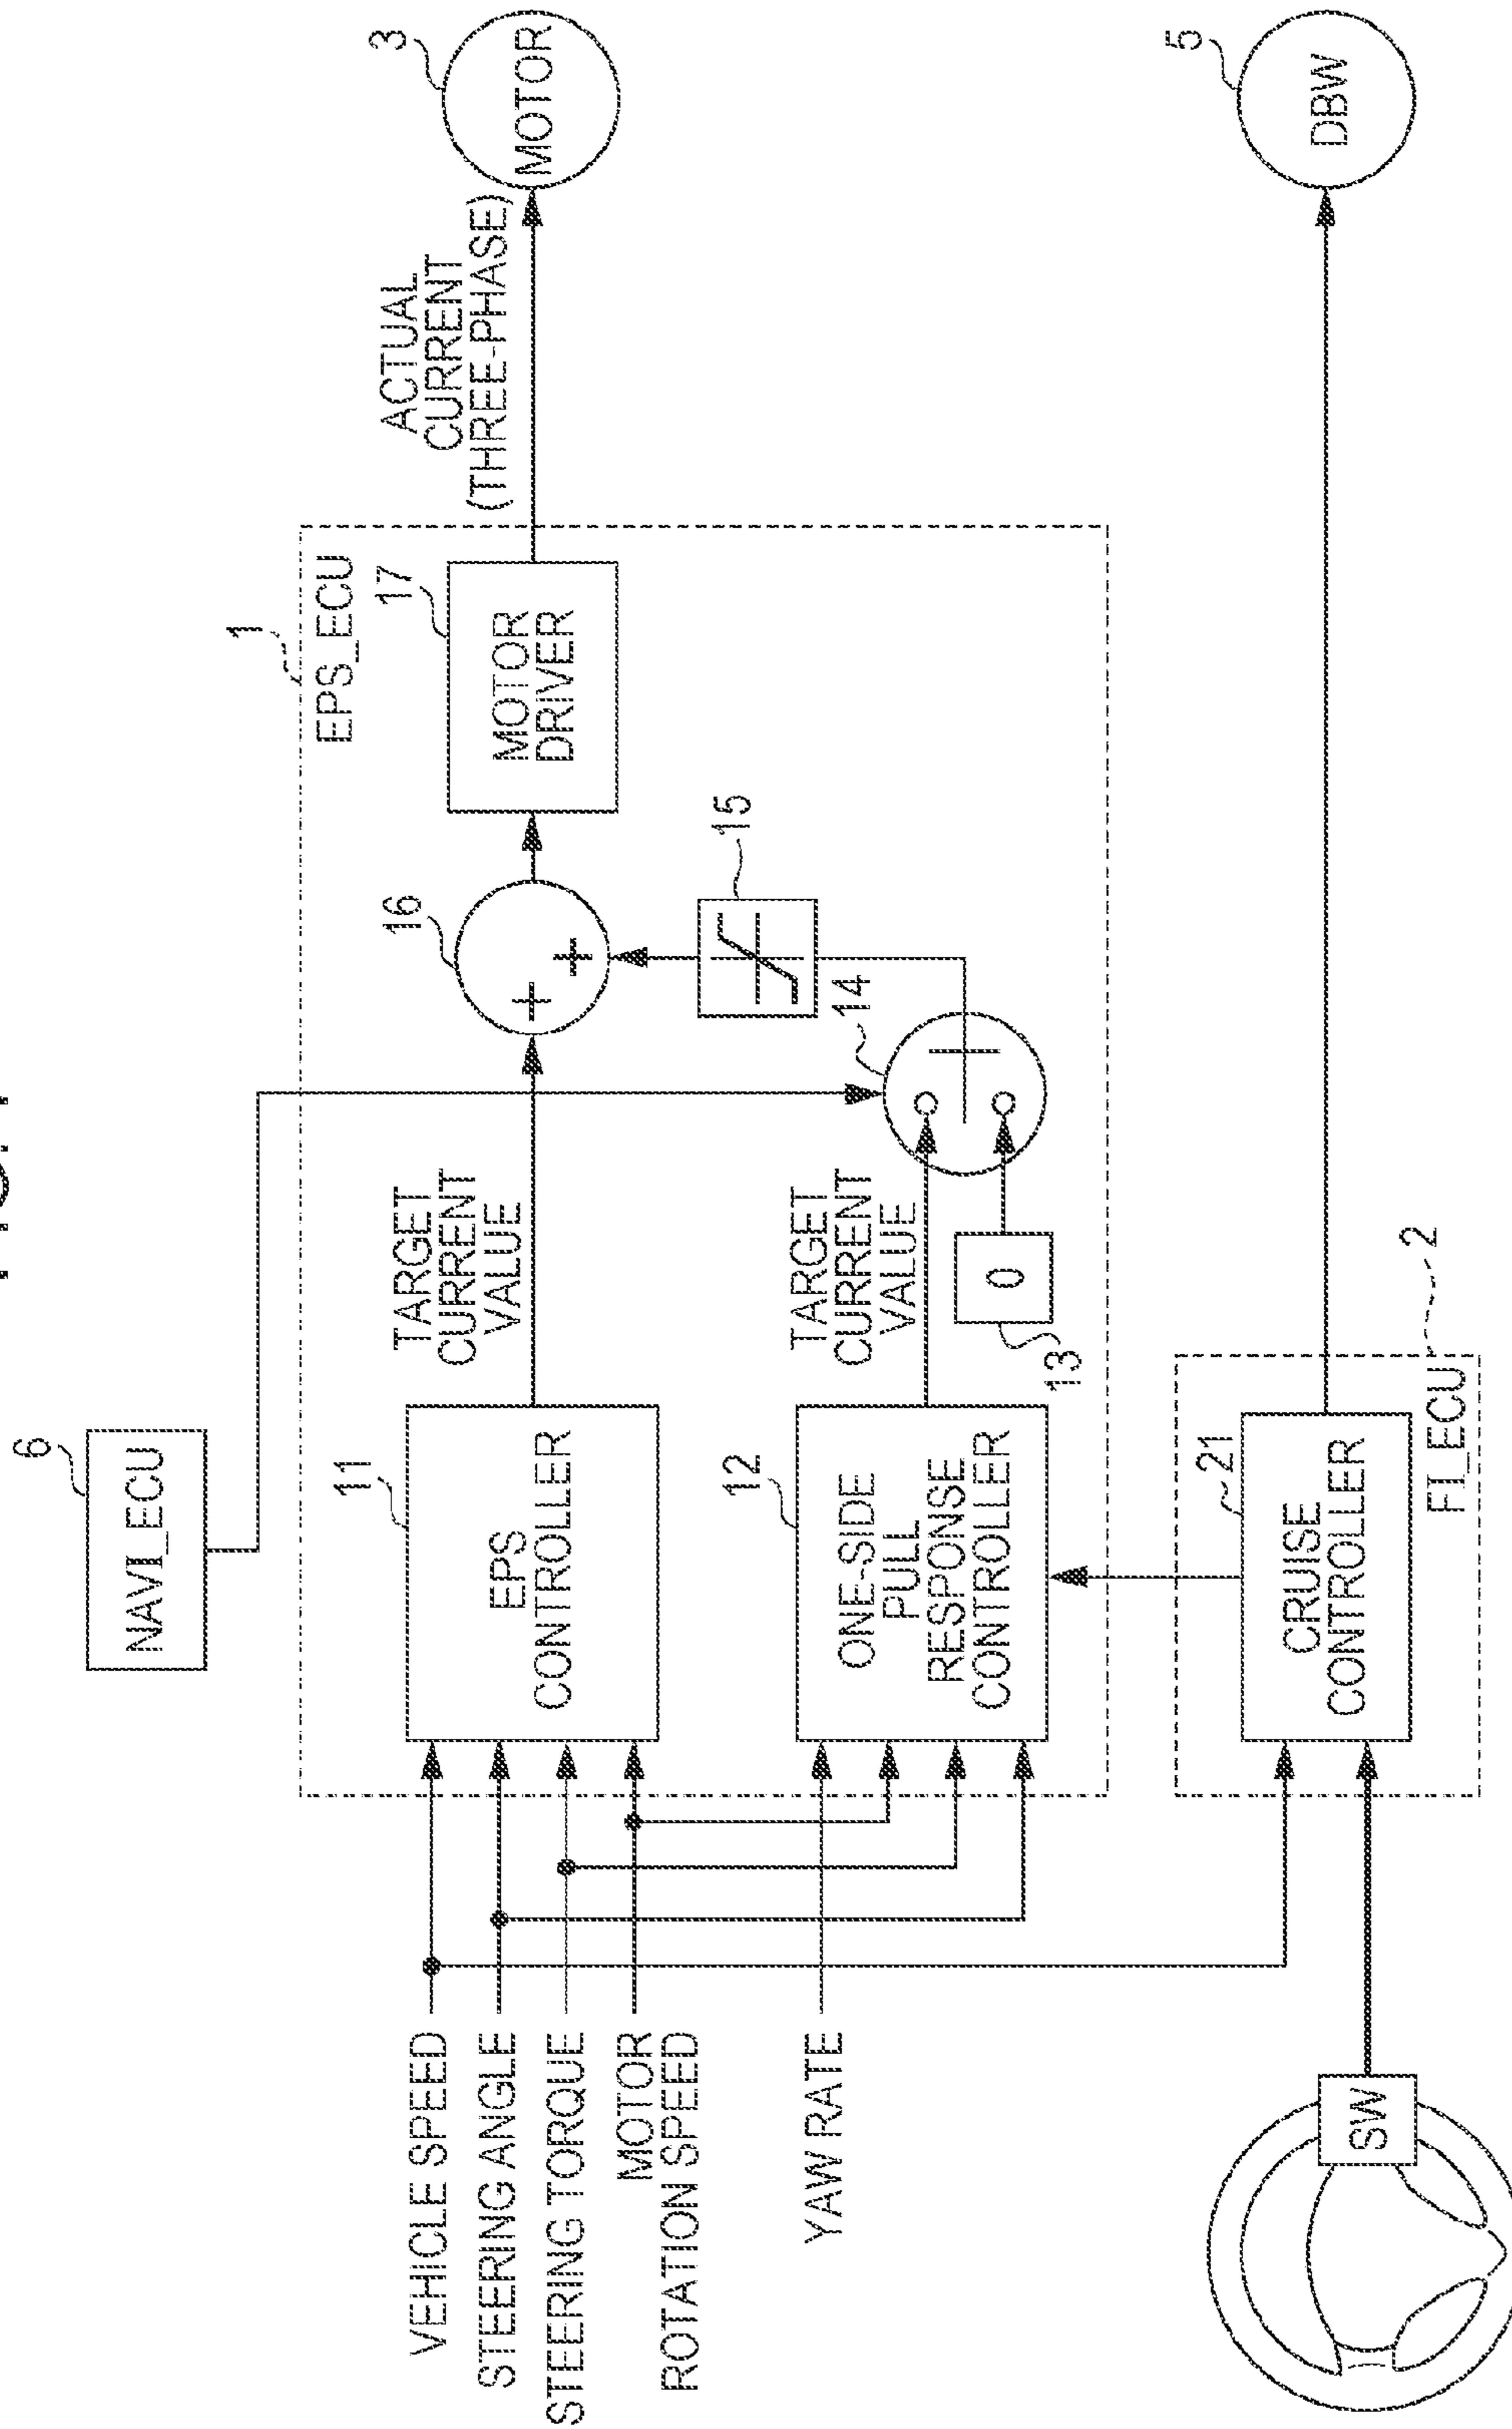 6
NAVI_ECU
1
EPS_ECU
11
EPS
CONTROLLER
TARGET
CURRENT
VALUE
16
+
+
17
MOTOR
DRIVER
ACTUAL
CURRENT
(THREE-PHASE)
3
MOTOR
VEHICLE SPEED
STEERING ANGLE
STEERING TORQUE
MOTOR
ROTATION SPEED
YAW RATE
12
ONE-SIDE
PULL
RESPONSE
CONTROLLER
TARGET
CURRENT
VALUE
13
0
14
15
SW
21
CRUISE
CONTROLLER
FI_ECU
2
5
DBW